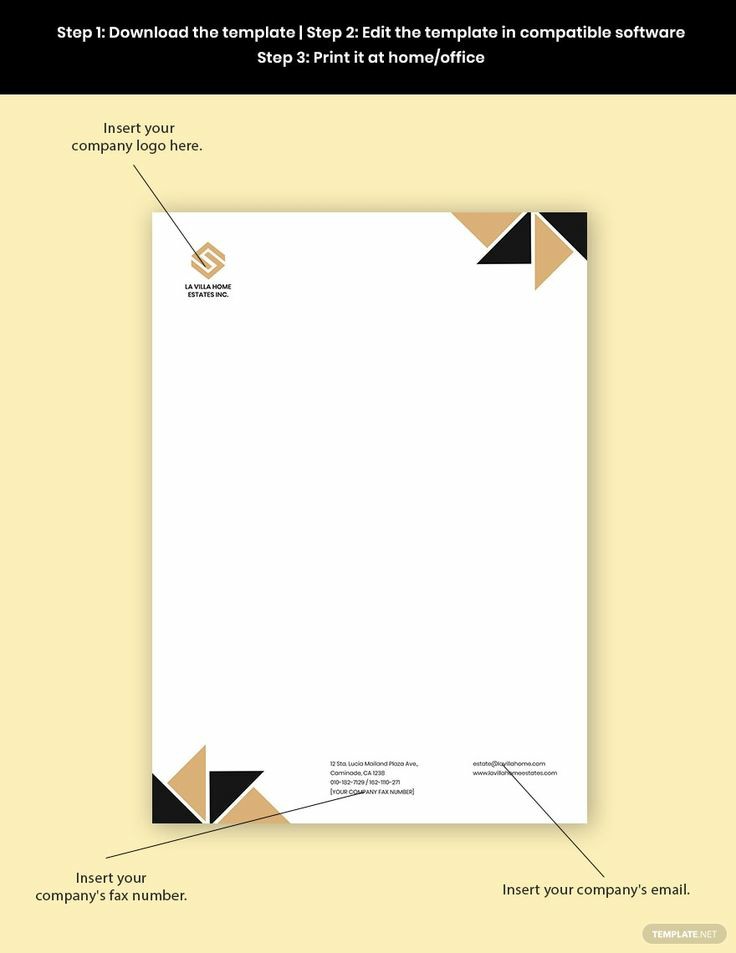 Step 1: Download the template | Step 2: Edit the template in compatible software
Step 3: Print it at home/office
Insert your
company logo here.
LA VILLA HOME
ESTATES INC.
12 Sta. Lucia Mailand Plaza Ave.,
Caminade, CA 1238
010-182-7129 / 162-1110-271
[YOUR COMPANY FAX NUMBER]
estate@lavillahome.com
www.lavillahomeestates.com
Insert your
company's fax number.
Insert your company's email.
TEMPLATE.NET